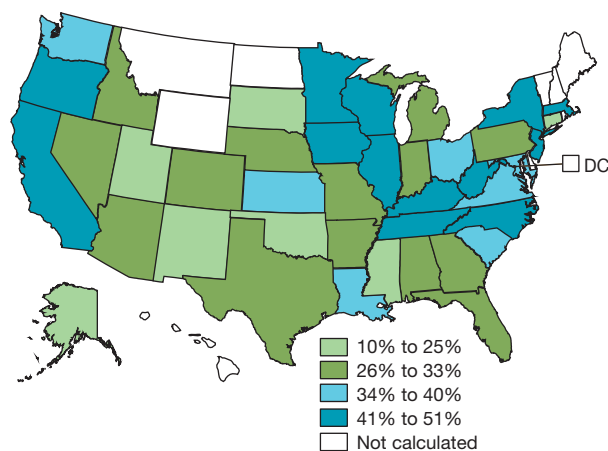 DC
10% to 25%
26% to 33%
34% to 40%
41% to 51%
Not calculated